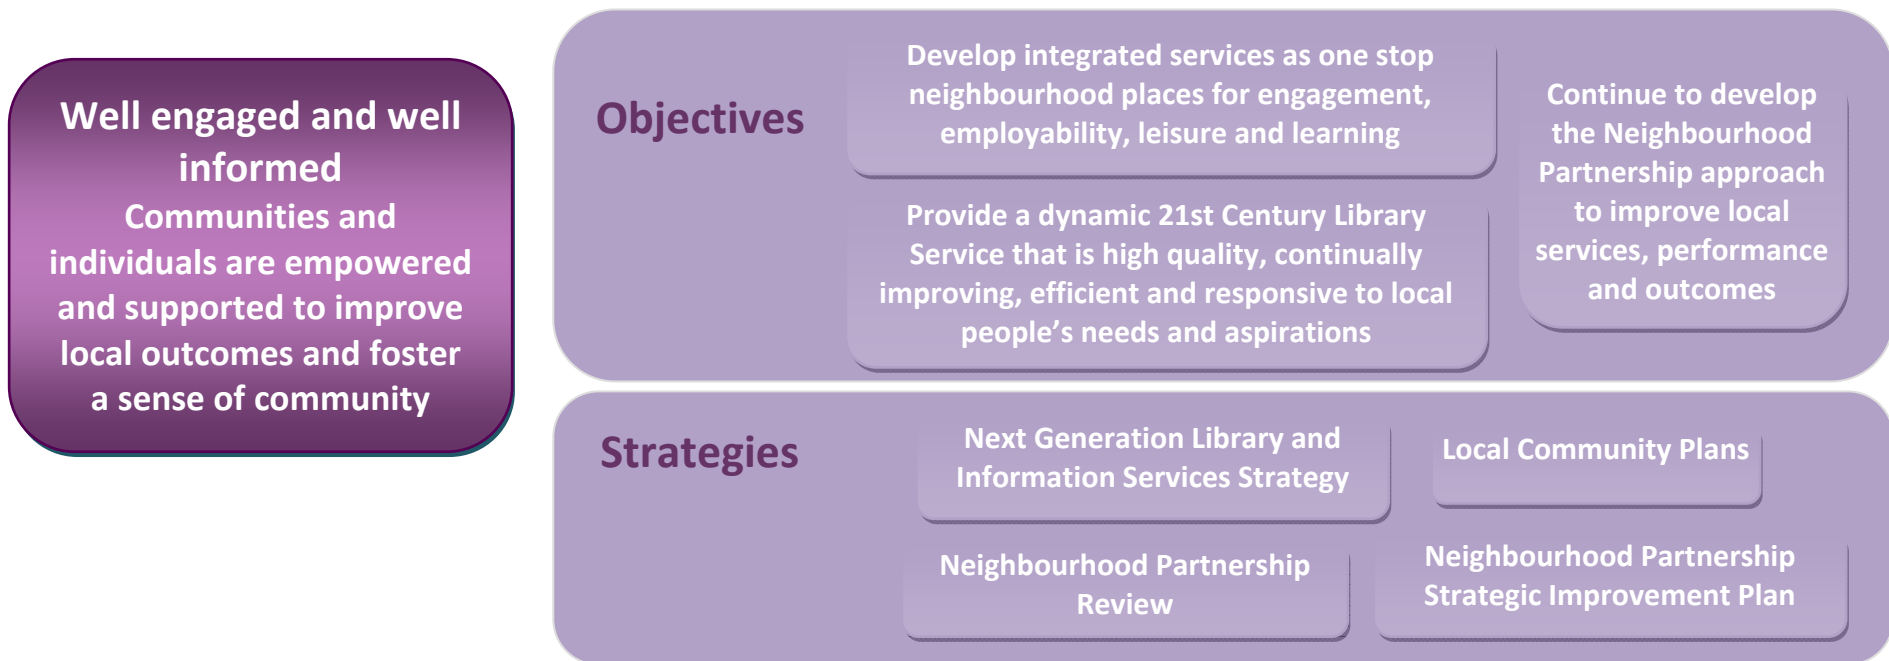 Well engaged and well
informed
Communities and
individuals are empowered
and supported to improve
local outcomes and foster
a sense of community
Objectives
Develop integrated services as one stop
neighbourhood places for engagement,
employability, leisure and learning
Provide a dynamic 21st Century Library
Service that is high quality, continually
improving, efficient and responsive to local
people’s needs and aspirations
Continue to develop
the Neighbourhood
Partnership approach
to improve local
services, performance
and outcomes
Strategies
Next Generation Library and
Information Services Strategy
Local Community Plans
Neighbourhood Partnership
Review
Neighbourhood Partnership
Strategic Improvement Plan